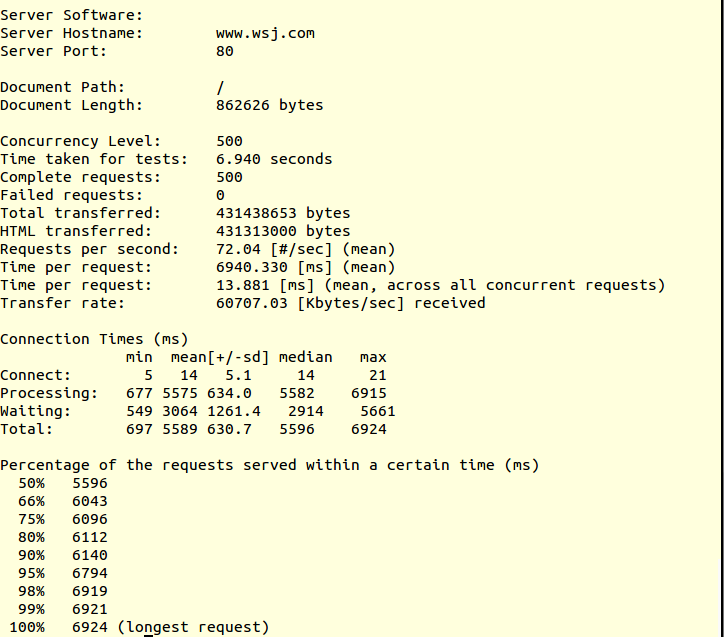 Server Software:
Server Hostname:        www.wsj.com
Server Port:            80

Document Path:          /
Document Length:        862626 bytes

Concurrency Level:      500
Time taken for tests:   6.940 seconds
Complete requests:      500
Failed requests:        0
Total transferred:      431438653 bytes
HTML transferred:       431313000 bytes
Requests per second:    72.04 [#/sec] (mean)
Time per request:       6940.330 [ms] (mean)
Time per request:       13.881 [ms] (mean, across all concurrent requests)
Transfer rate:          60707.03 [Kbytes/sec] received

Connection Times (ms)
              min  mean[+/-sd] median   max
Connect:        5   14   5.1     14      21
Processing:   677 5575 634.0   5582    6915
Waiting:      549 3064 1261.4   2914    5661
Total:        697 5589 630.7   5596    6924

Percentage of the requests served within a certain time (ms)
  50%   5596
  66%   6043
  75%   6096
  80%   6112
  90%   6140
  95%   6794
  98%   6919
  99%   6921
 100%   6924 (longest request)